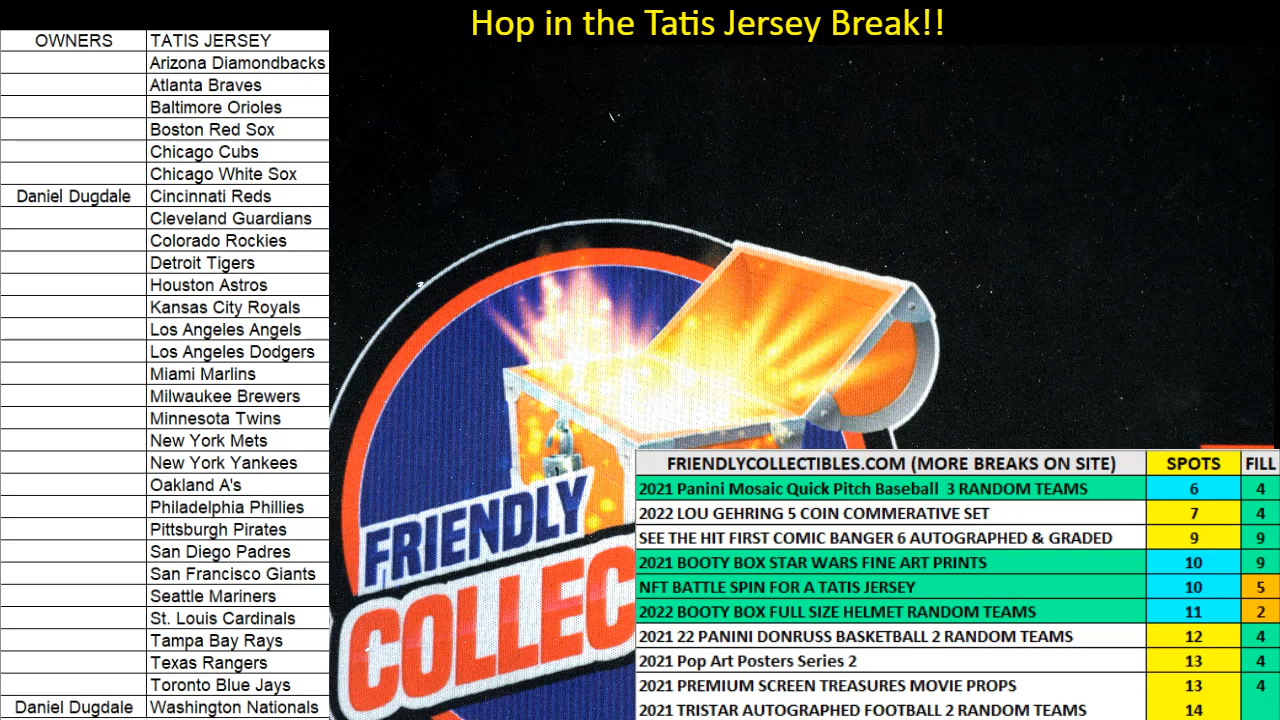 Hop in the Tatis Jersey Break!!
OWNERS TATIS JERSEY
Arizona Diamondbacks
Atlanta Braves
Baltimore Orioles
Boston Red Sox
Chicago Cubs
Chicago White Sox
Daniel Dugdale Cincinnati Reds
Cleveland Guardians
Colorado Rockies
Detroit Tigers
Houston Astros
Kansas City Royals
Los Angeles Angels
Los Angeles Dodgers
Miami Marlins
Milwaukee Brewers
Minnesota Twins
New York Mets
New York Yankees
Oakland A's
Philadelphia Phillies
Pittsburgh Pirates
San Diego Padres
San Francisco Giants
Seattle Mariners
St. Louis Cardinals
Tampa Bay Rays
Texas Rangers
Toronto Blue Jays
Daniel Dugdale Washington Nationals
FRIENDLY
COLLEC
FRIENDLYCOLLECTIBLES.COM (MORE BREAKS ON SITE) SPOTS FILL
2021 Panini Mosaic Quick Pitch Baseball 3 RANDOM TEAMS 6 4
2022 LOU GEHRING 5 COIN COMMERATIVE SET 7 4
SEE THE HIT FIRST COMIC BANGER 6 AUTOGRAPHED & GRADED 9 9
2021 BOOTY BOX STAR WARS FINE ART PRINTS 10 9
NFT BATTLE SPIN FOR A TATIS JERSEY 10 5
2022 BOOTY BOX FULL SIZE HELMET RANDOM TEAMS 11 2
2021 22 PANINI DONRUSS BASKETBALL 2 RANDOM TEAMS 12 4
2021 Pop Art Posters Series 2 13 4
2021 PREMIUM SCREEN TREASURES MOVIE PROPS 13 4
2021 TRISTAR AUTOGRAPHED FOOTBALL 2 RANDOM TEAMS 14